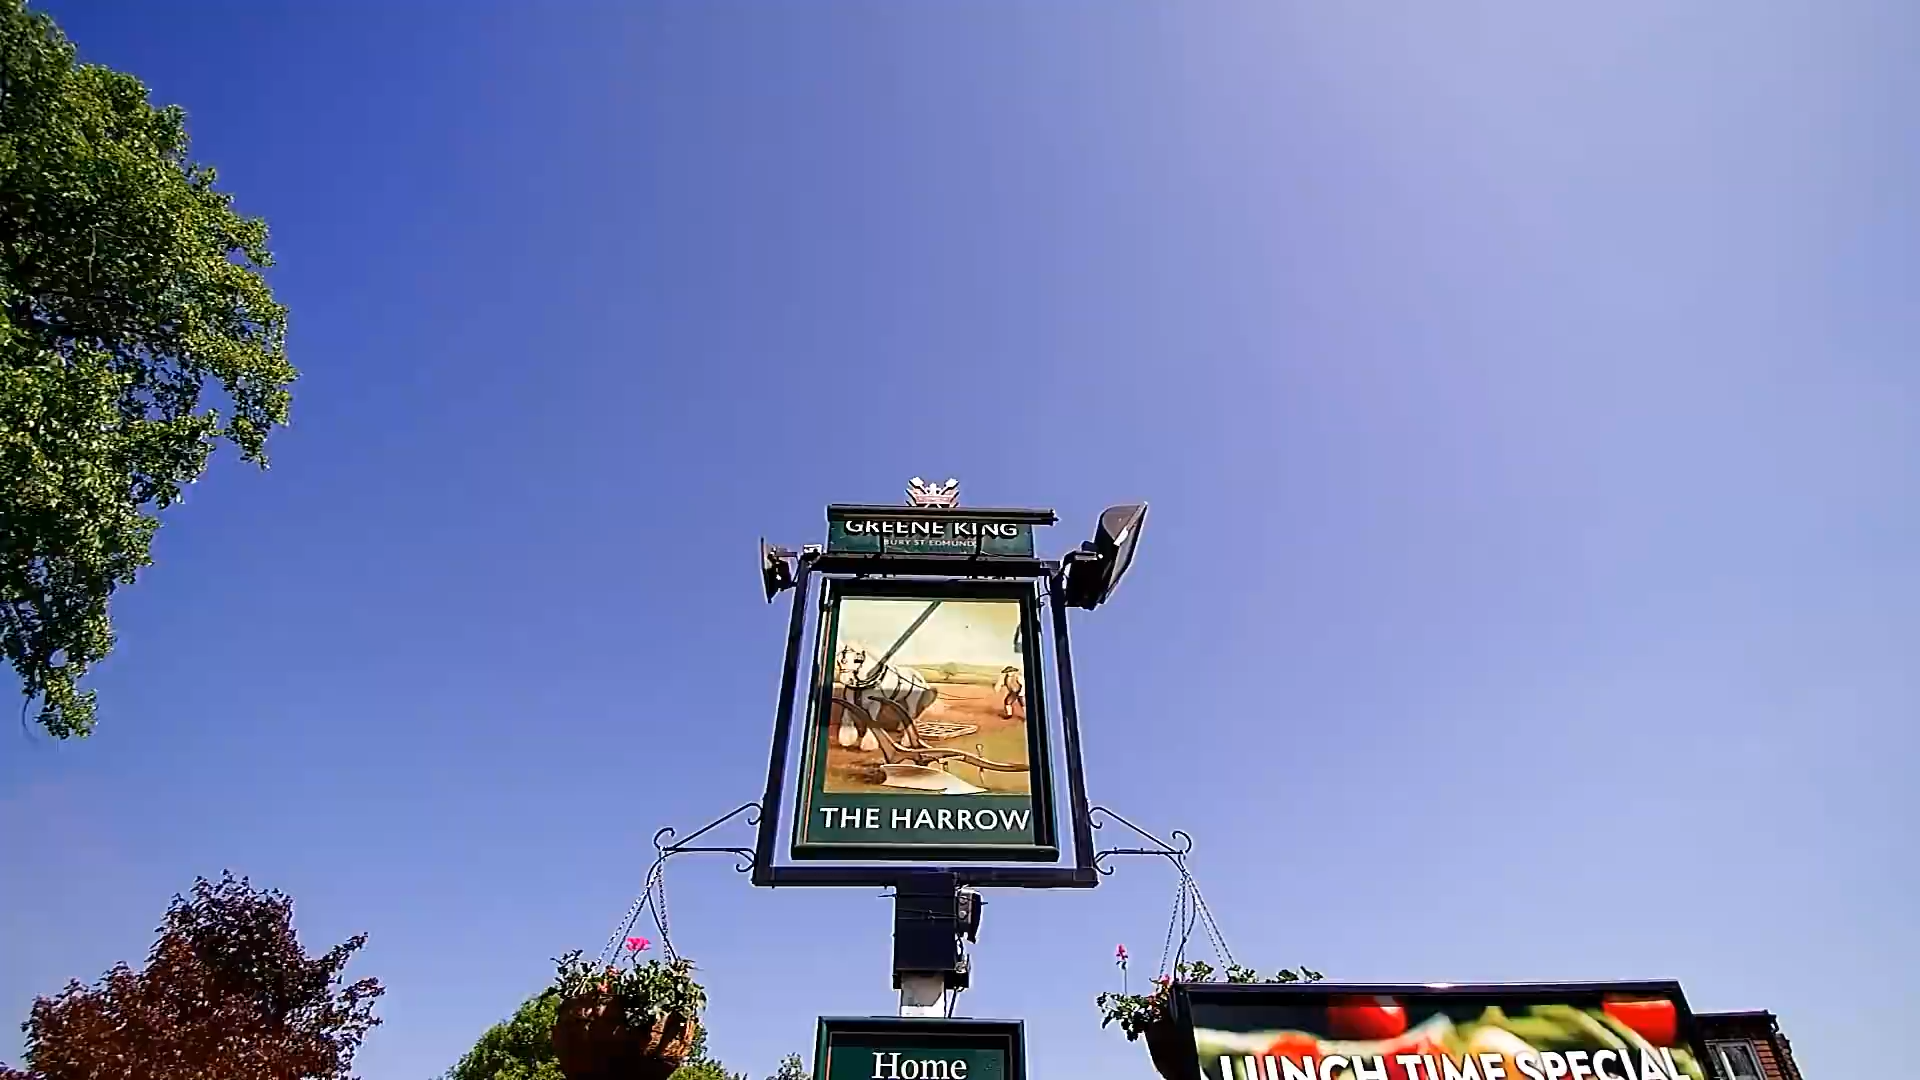 GREENE KING
BURY ST EDMUNDS
THE HARROW
Home
LUNCH TIME SPECIAL